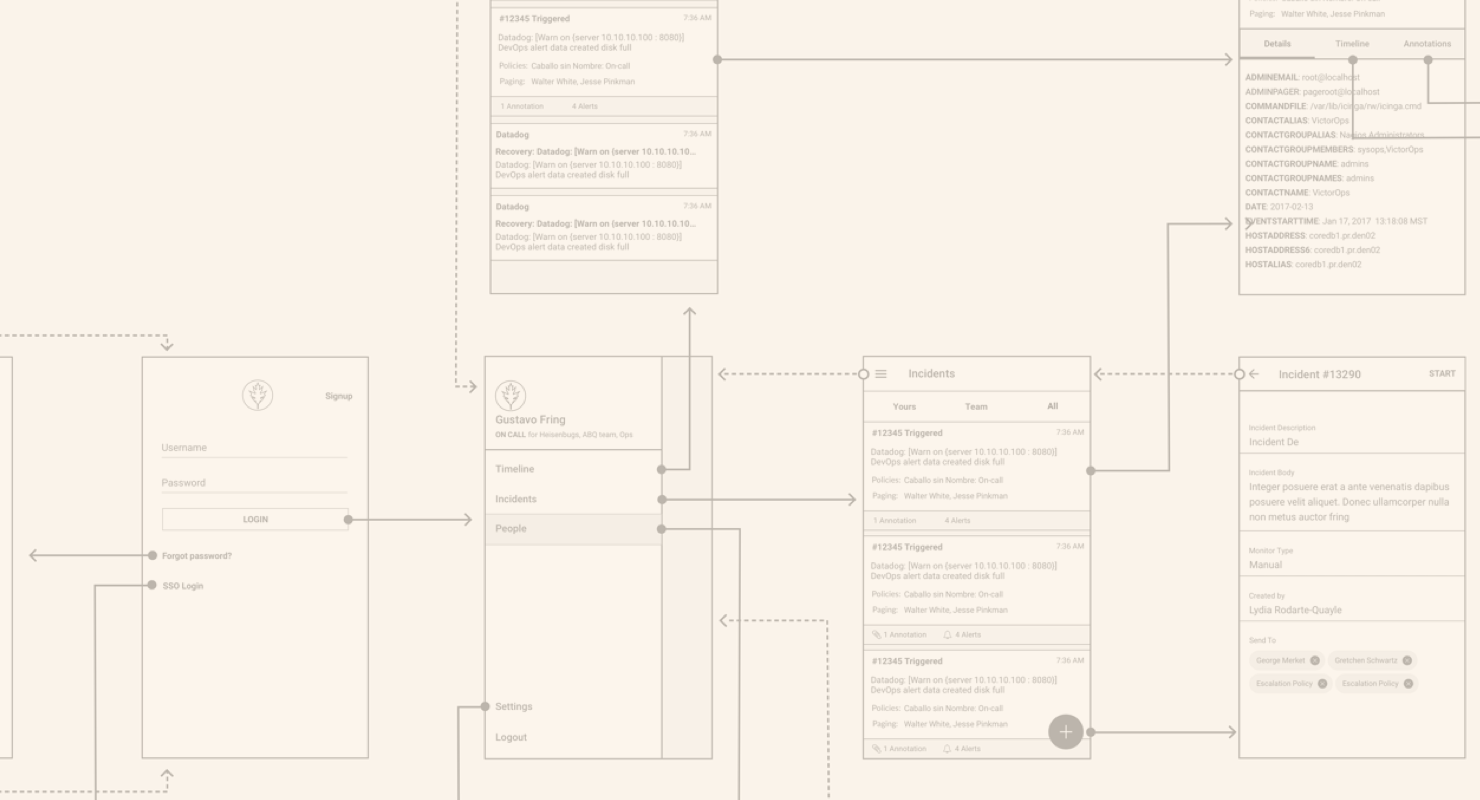 #12345 Triggered 7:36 AM
Datadog: [Warn on {server 10.10.10.100 : 8080}]
DevOps alert data created disk full
Policies: Caballo sin Nombre: On-call
Paging: Walter White, Jesse Pinkman
1 Annotation 4 Alerts
Datadog 7:36 AM
Recovery: Datadog: [Warn on {server 10.10.10.10...
Datadog: [Warn on {server 10.10.10.100 : 8080}]
DevOps alert data created disk full
Datadog 7:36 AM
Recovery: Datadog: [Warn on {server 10.10.10.10...
Datadog: [Warn on {server 10.10.10.100 : 8080}]
DevOps alert data created disk full
Paging: Walter White, Jesse Pinkman
Details Timeline Annotations
ADMINEMAIL: root@localhost
ADMINPAGER: pageroot@localhost
COMMANDFILE: /var/lib/icinga/rw/icinga.cmd
CONTACTALIAS: VictorOps
CONTACTGROUPALIAS: Nagios Administrators
CONTACTGROUPMEMBERS: sysops,VictorOps
CONTACTGROUPNAME: admins
CONTACTGROUPNAMES: admins
CONTACTNAME: VictorOps
DATE: 2017-02-13
EVENTSTARTTIME: Jan 17, 2017 13:18:08 MST
HOSTADDRESS: coredb1.pr.den02
HOSTADDRESS6: coredb1.pr.den02
HOSTALIAS: coredb1.pr.den02
Signup
Username
Password
LOGIN
Forgot password?
SSO Login
Gustavo Fring
ON CALL for Heisenbugs, ABQ team, Ops
Timeline
Incidents
People
Settings
Logout
Incidents
Yours Team All
#12345 Triggered 7:36 AM
Datadog: [Warn on {server 10.10.10.100 : 8080}]
DevOps alert data created disk full
Policies: Caballo sin Nombre: On-call
Paging: Walter White, Jesse Pinkman
1 Annotation 4 Alerts
#12345 Triggered 7:36 AM
Datadog: [Warn on {server 10.10.10.100 : 8080}]
DevOps alert data created disk full
Policies: Caballo sin Nombre: On-call
Paging: Walter White, Jesse Pinkman
1 Annotation 4 Alerts
#12345 Triggered 7:36 AM
Datadog: [Warn on {server 10.10.10.100 : 8080}]
DevOps alert data created disk full
Policies: Caballo sin Nombre: On-call
Paging: Walter White, Jesse Pinkman
1 Annotation 4 Alerts
Incident #13290 START
Incident Description
Incident De
Incident Body
Integer posuere erat a ante venenatis dapibus
posuere velit aliquet. Donec ullamcorper nulla
non metus auctor fring
Monitor Type
Manual
Created by
Lydia Rodarte-Quayle
Send To
George Merket Gretchen Schwartz
Escalation Policy Escalation Policy